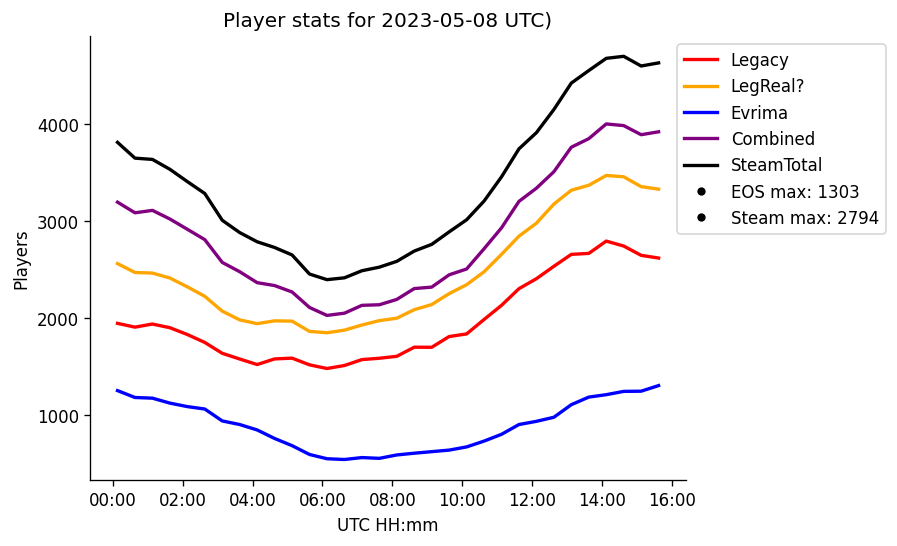 Player stats for 2023-05-08 UTC)
Legacy
LegReal?
Evrima
Combined
SteamTotal
EOS max: 1303
Steam max: 2794
Players
4000
3000
2000
1000
00:00 02:00 04:00 06:00 08:00 10:00 12:00 14:00 16:00
UTC HH:mm